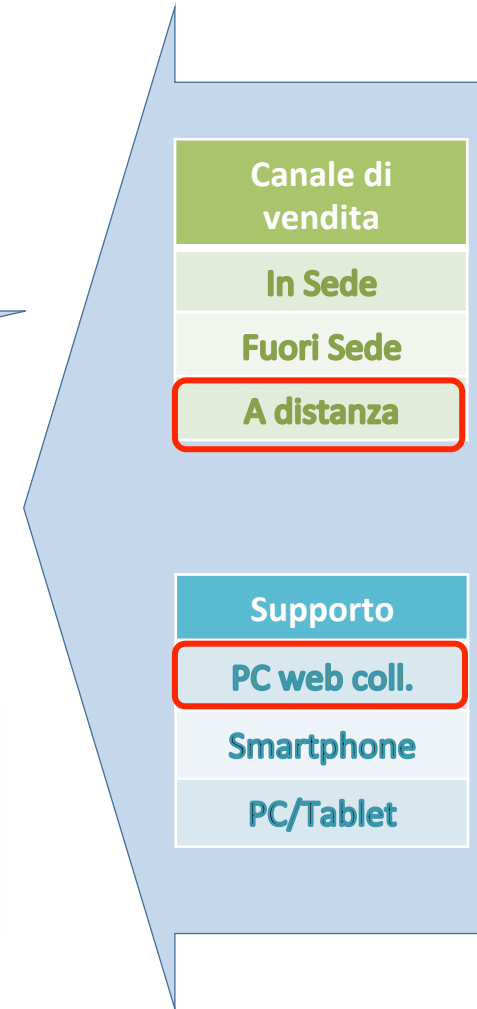 Canale di
vendita
In Sede
Fuori Sede
A distanza
Supporto
PC web coll.
Smartphone
PC/Tablet